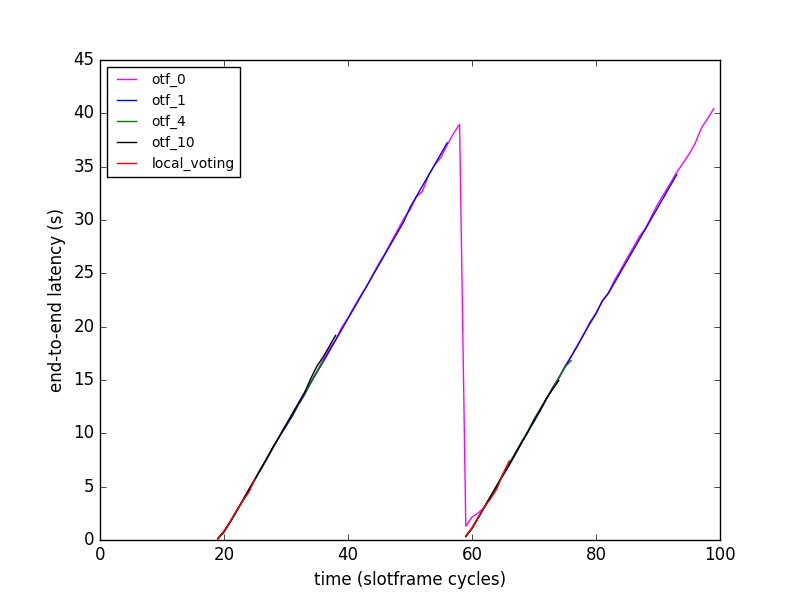 45
40
35
30
25
20
15
10
5
0
end-to-end latency (s)
otf_0
otf_1
otf_4
otf_10
local_voting
0 20 40 60 80 100
time (slotframe cycles)